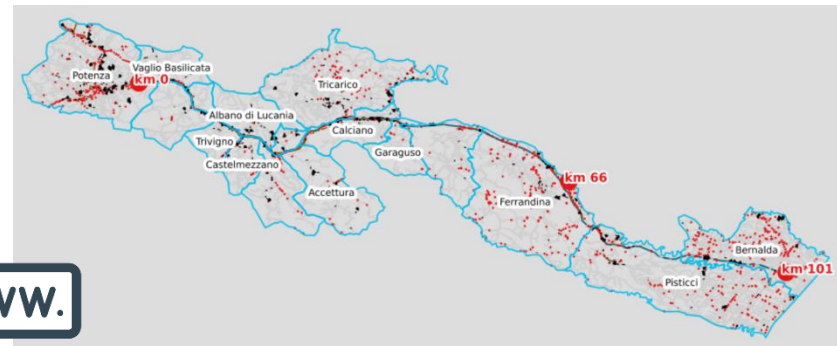 Potenza
Vaglio Basilicata
km 0
Tricarico
Albano di Lucania
Trivigno
Calciano
Castelmezzano
Garaguso
Accettura
km 66
Ferrandina
Bernalda
km 101
Pisticci
ww.